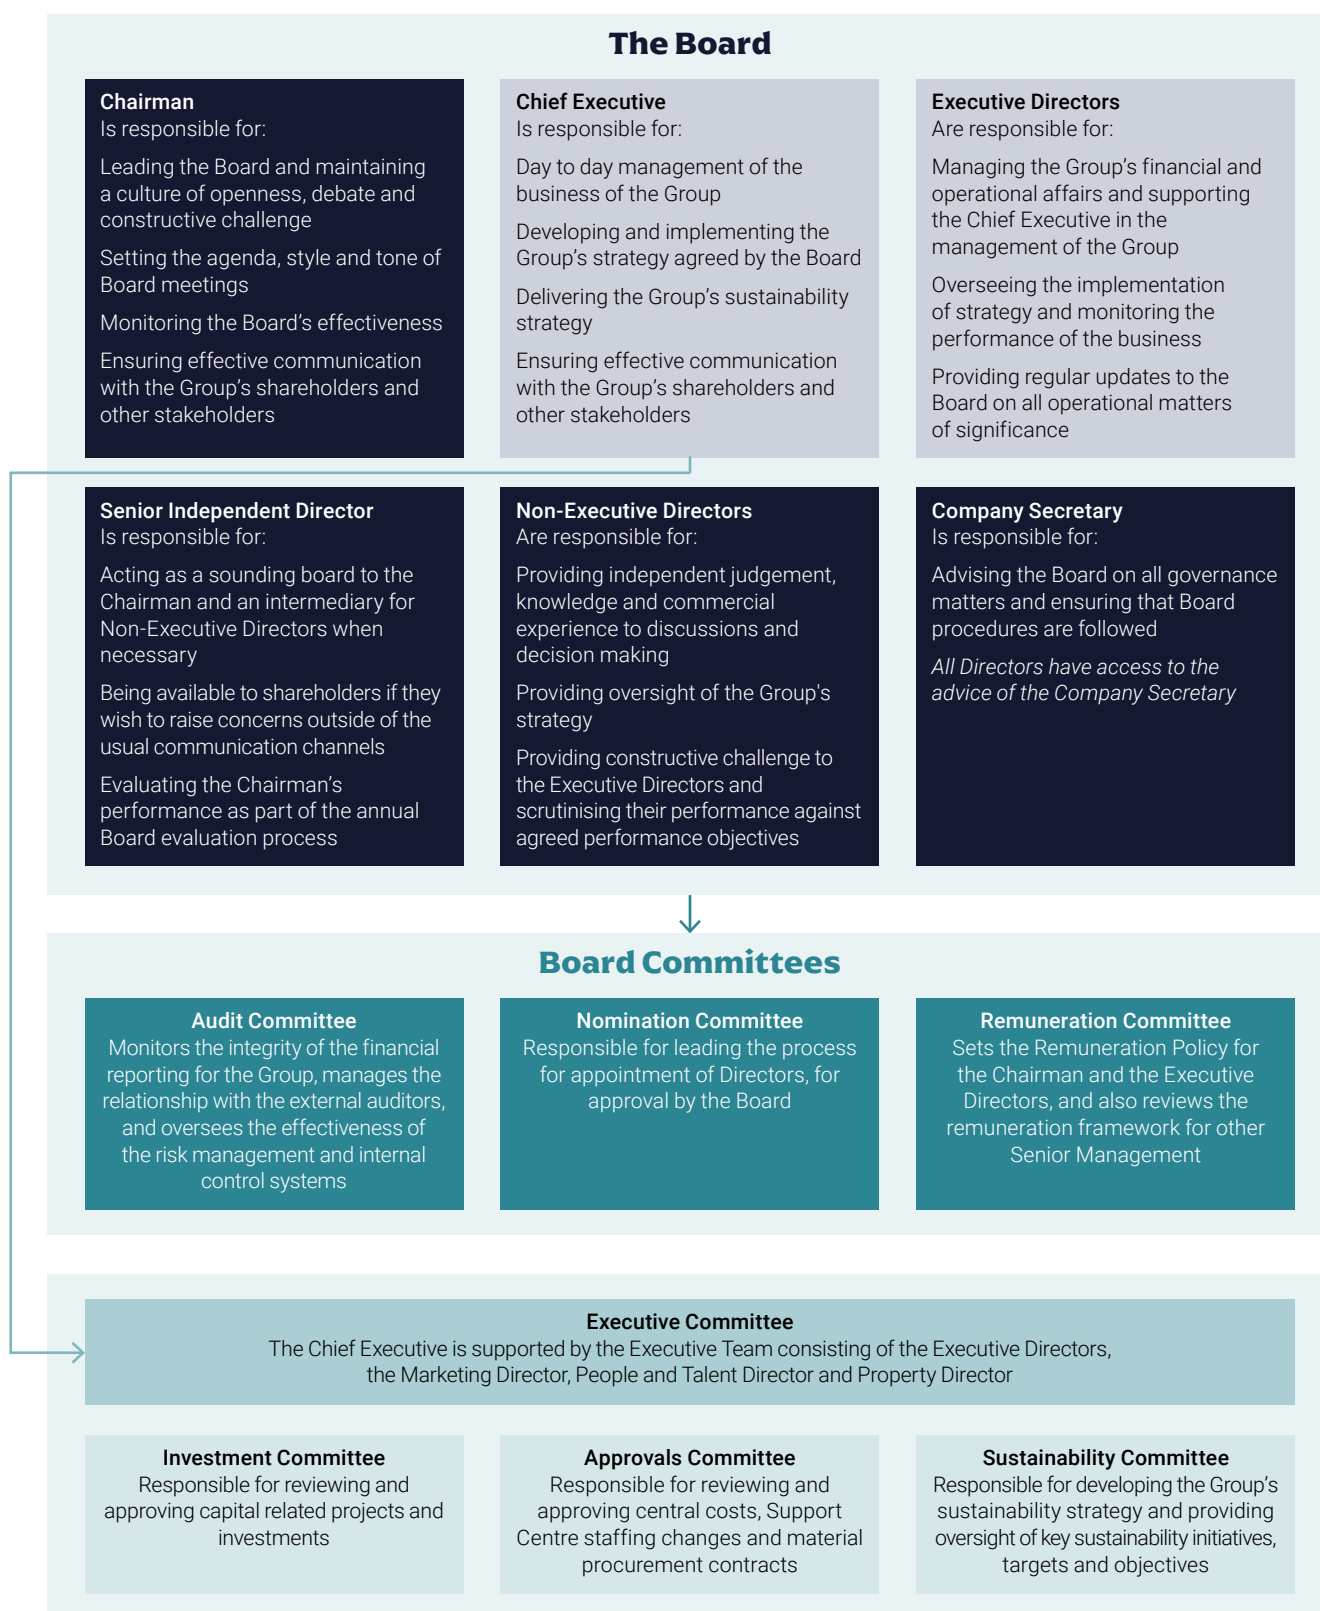 The Board
Chairman
Is responsible for:
Leading the Board and maintaining
a culture of openness, debate and
constructive challenge
Setting the agenda, style and tone of
Board meetings
Monitoring the Board’s effectiveness
Ensuring effective communication
with the Group’s shareholders and
other stakeholders
Chief Executive
Is responsible for:
Day to day management of the
business of the Group
Developing and implementing the
Group’s strategy agreed by the Board
Delivering the Group’s sustainability
strategy
Ensuring effective communication
with the Group’s shareholders and
other stakeholders
Executive Directors
Are responsible for:
Managing the Group’s financial and
operational affairs and supporting
the Chief Executive in the
management of the Group
Overseeing the implementation
of strategy and monitoring the
performance of the business
Providing regular updates to the
Board on all operational matters
of significance
Senior Independent Director
Is responsible for:
Acting as a sounding board to the
Chairman and an intermediary for
Non-Executive Directors when
necessary
Being available to shareholders if they
wish to raise concerns outside of the
usual communication channels
Evaluating the Chairman’s
performance as part of the annual
Board evaluation process
Non-Executive Directors
Are responsible for:
Providing independent judgement,
knowledge and commercial
experience to discussions and
decision making
Providing oversight of the Group's
strategy
Providing constructive challenge to
the Executive Directors and
scrutinising their performance against
agreed performance objectives
Company Secretary
Is responsible for:
Advising the Board on all governance
matters and ensuring that Board
procedures are followed
All Directors have access to the
advice of the Company Secretary
Board Committees
Audit Committee
Monitors the integrity of the financial
reporting for the Group, manages the
relationship with the external auditors,
and oversees the effectiveness of
the risk management and internal
control systems
Nomination Committee
Responsible for leading the process
for appointment of Directors, for
approval by the Board
Remuneration Committee
Sets the Remuneration Policy for
the Chairman and the Executive
Directors, and also reviews the
remuneration framework for other
Senior Management
Executive Committee
The Chief Executive is supported by the Executive Team consisting of the Executive Directors,
the Marketing Director, People and Talent Director and Property Director
Investment Committee
Responsible for reviewing and
approving capital related projects and
investments
Approvals Committee
Responsible for reviewing and
approving central costs, Support
Centre staffing changes and material
procurement contracts
Sustainability Committee
Responsible for developing the Group’s
sustainability strategy and providing
oversight of key sustainability initiatives,
targets and objectives